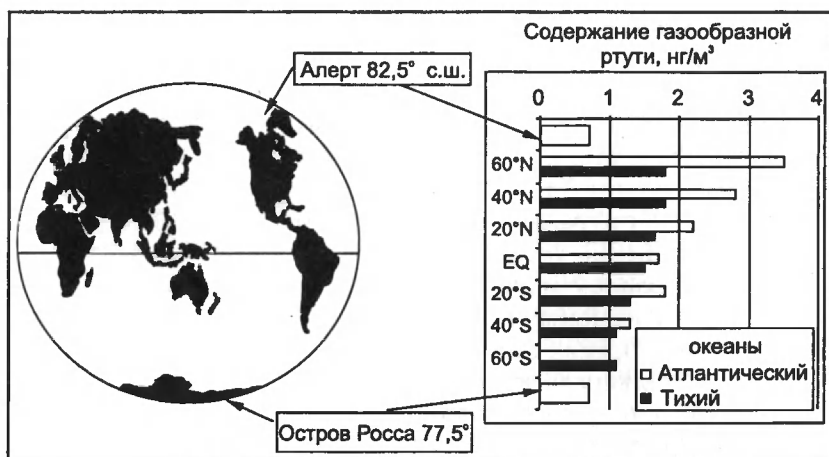 Алерт 82,5° с.ш.
Содержание газообразной
ртути, нг/м³
0 1 2 3 4
60°N
40°N
20°N
EQ
20°S
40°S
60°S
океаны
Атлантический
Тихий
Остров Росса 77,5°